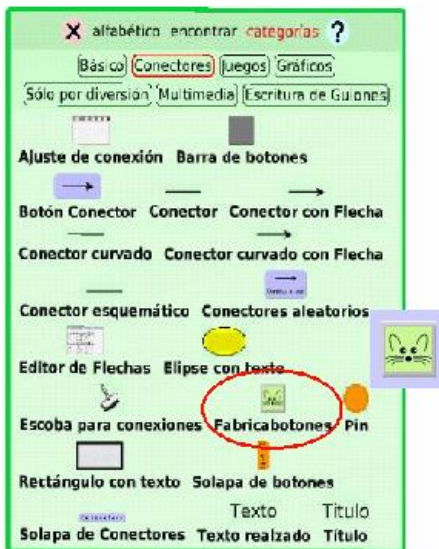 X alfabético encontrar categorías ?
Básico Conectores Juegos Gráficos
Sólo por diversión Multimedia Escritura de Guiones
Ajuste de conexión Barra de botones
Botón Conector Conector Conector con Flecha
Conector curvado Conector curvado con Flecha
Conector esquemático Conectores aleatorios
Editor de Flechas Elipse con texto
Escoba para conexiones Fabricabotones Pin
Rectángulo con texto Solapa de botones
Texto Título
Solapa de Conectores Texto realzado Título